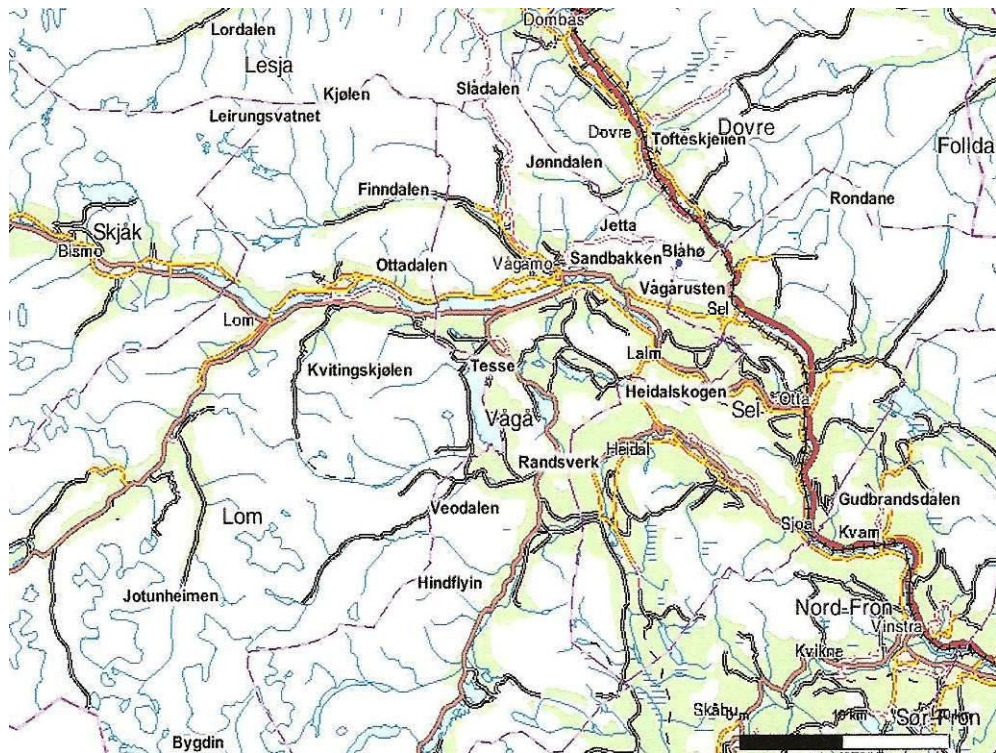 Dombås
Lordalen
Lesja
Kjølen
Slådalen
Leirungsvatnet
Dovre
Tofteskjellen
Dovre
Follda
Jønndalen
Finndalen
Rondane
Jetta
Skjåk
Bismo
Ottadalen
Vågåmo
Sandbakken
Blåhø
Vågårusten
Sel
Lom
Lalm
Tesse
Kvitingskjølen
Heidalskogen
Otta
Sel
Vågå
Heidal
Randsverk
Gudbrandsdalen
Veodalen
Lom
Sjoa
Kvam
Hindflyin
Jotunheimen
Nord-Fron
Vinstra
Kvikne
Skåbu
Sør-Fron
10 km
Bygdin